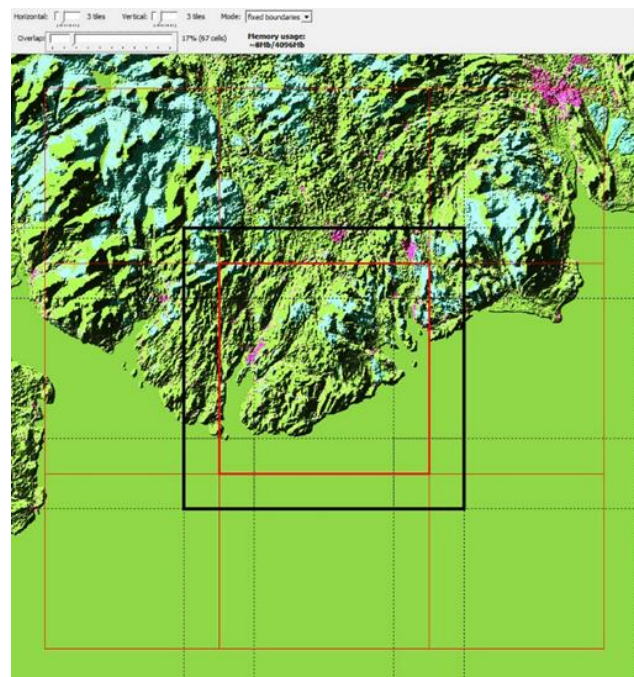 Horizontal: 3 tiles Vertical: 3 tiles Mode: fixed boundaries
Overlap: 17% (67 cells) Memory usage:
~8Mb/4096Mb